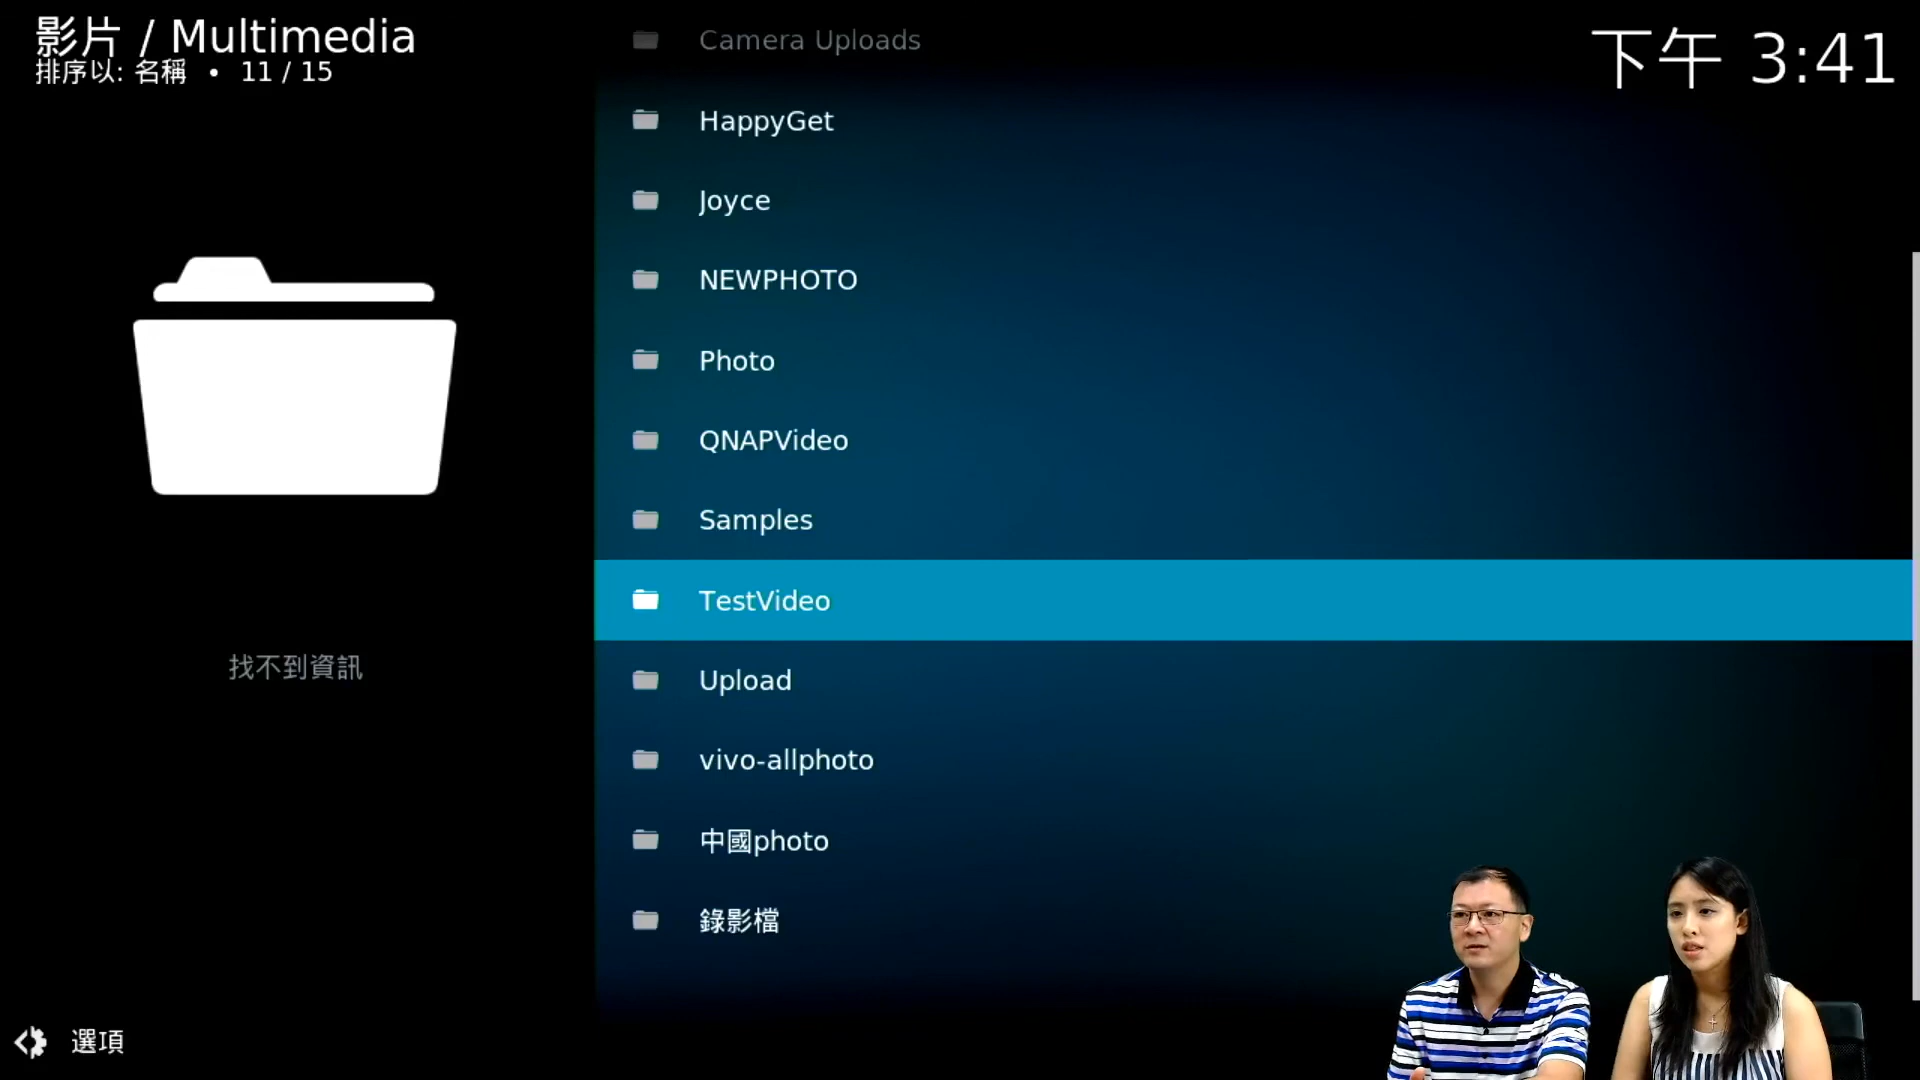 影片 / Multimedia
排序以: 名稱 • 11 / 15
下午 3:41
Camera Uploads
HappyGet
Joyce
NEWPHOTO
Photo
QNAPVideo
Samples
TestVideo
Upload
vivo-allphoto
中國photo
錄影檔
找不到資訊
選項